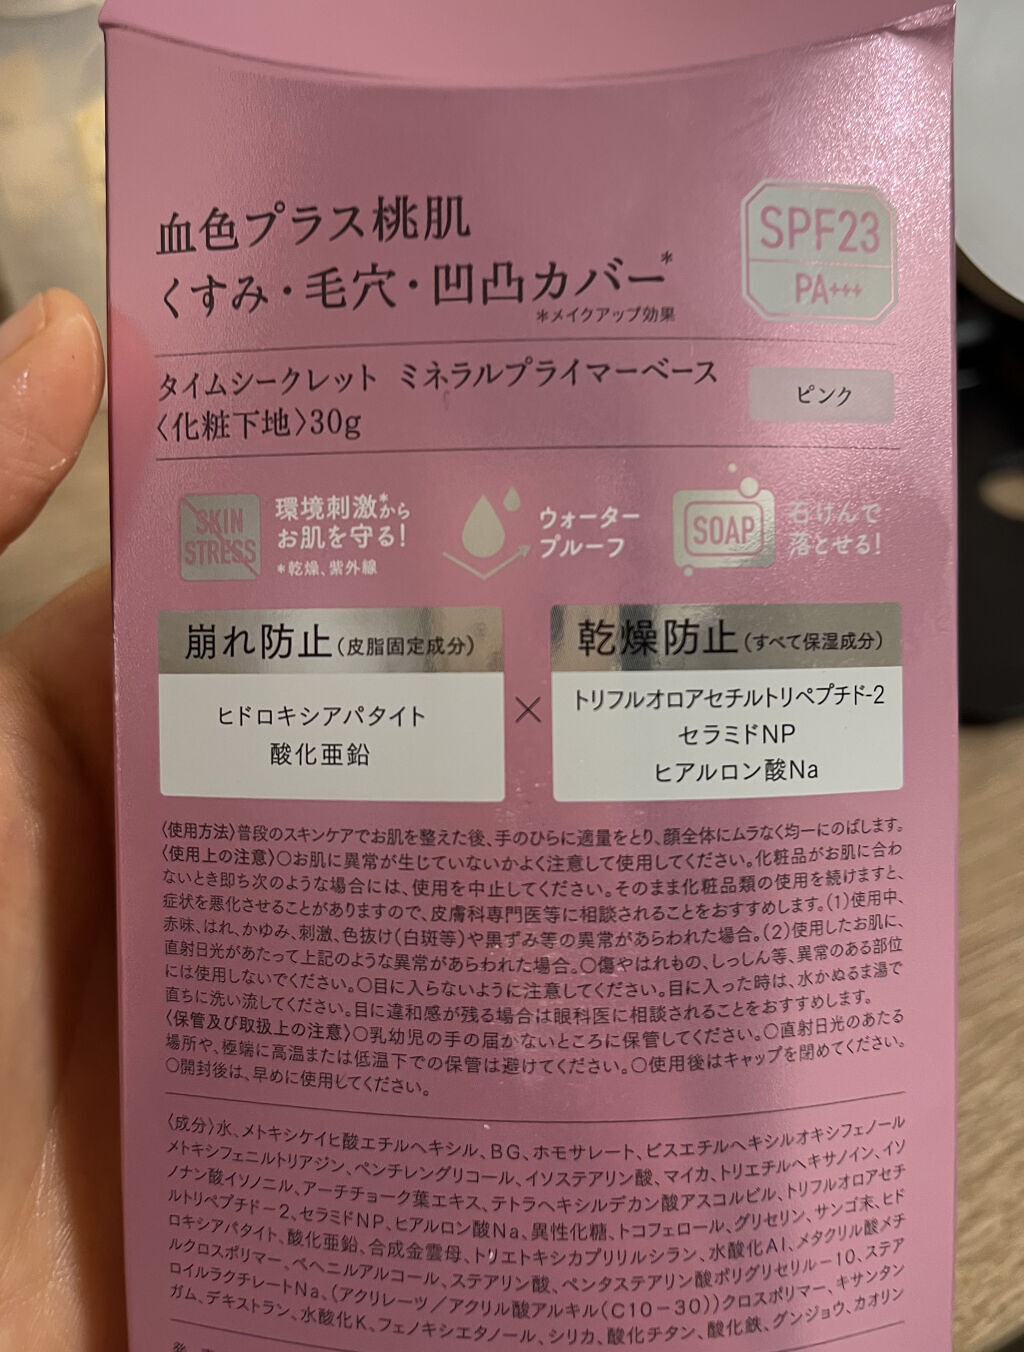 血色プラス桃肌
くすみ・毛穴・凹凸カバー*
*メイクアップ効果
SPF23
PA+++
タイムシークレット ミネラルプライマーベース
〈化粧下地〉30g
ピンク
SKIN
STRESS
環境刺激*から
お肌を守る!
*乾燥、紫外線
ウォーター
プルーフ
SOAP
石けんで
落とせる!
崩れ防止(皮脂固定成分)
ヒドロキシアパタイト
酸化亜鉛
×
乾燥防止(すべて保湿成分)
トリフルオロアセチルトリペプチド-2
セラミドNP
ヒアルロン酸Na
〈使用方法〉普段のスキンケアでお肌を整えた後、手のひらに適量をとり、顔全体にムラなく均一にのばします。
〈使用上の注意〉○お肌に異常が生じていないかよく注意して使用してください。化粧品がお肌に合わ
ないとき即ち次のような場合には、使用を中止してください。そのまま化粧品類の使用を続けますと、
症状を悪化させることがありますので、皮膚科専門医等に相談されることをおすすめします。(1)使用中、
赤味、はれ、かゆみ、刺激、色抜け(白斑等)や黒ずみ等の異常があらわれた場合。(2)使用したお肌に、
直射日光があたって上記のような異常があらわれた場合。○傷やはれもの、しっしん等、異常のある部位
には使用しないでください。○目に入らないように注意してください。目に入った時は、水かぬるま湯で
直ちに洗い流してください。目に違和感が残る場合は眼科医に相談されることをおすすめします。
〈保管及び取扱上の注意〉○乳幼児の手の届かないところに保管してください。○直射日光のあたる
場所や、極端に高温または低温下での保管は避けてください。○使用後はキャップを閉めてください。
○開封後は、早めに使用してください。
〈成分〉水、メトキシケイヒ酸エチルヘキシル、BG、ホモサレート、ビスエチルヘキシルオキシフェノール
メトキシフェニルトリアジン、ペンチレングリコール、イソステアリン酸、マイカ、トリエチルヘキサノイン、イソ
ノナン酸イソノニル、アーチチョーク葉エキス、テトラヘキシルデカン酸アスコルビル、トリフルオロアセチ
ルトリペプチド-2、セラミドNP、ヒアルロン酸Na、異性化糖、トコフェロール、グリセリン、サンゴ末、ヒド
ロキシアパタイト、酸化亜鉛、合成金雲母、トリエトキシカプリリルシラン、水酸化Al、メタクリル酸メチ
ルクロスポリマー、ベヘニルアルコール、ステアリン酸、ペンタステアリン酸ポリグリセリル-10、ステア
ロイルラクチレートNa、(アクリレーツ/アクリル酸アルキル(C10-30))クロスポリマー、キサンタン
ガム、デキストラン、水酸化K、フェノキシエタノール、シリカ、酸化チタン、酸化鉄、グンジョウ、カオリン